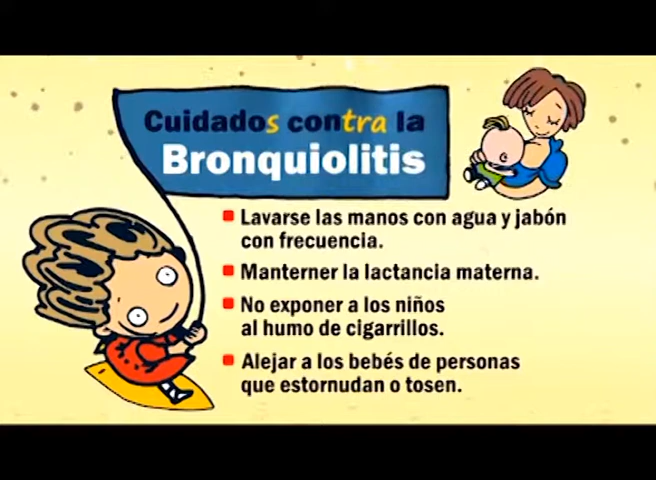 Cuidados contra la
Bronquiolitis
Lavarse las manos con agua y jabón
con frecuencia.
Manterner la lactancia materna.
No exponer a los niños
al humo de cigarrillos.
Alejar a los bebés de personas
que estornudan o tosen.